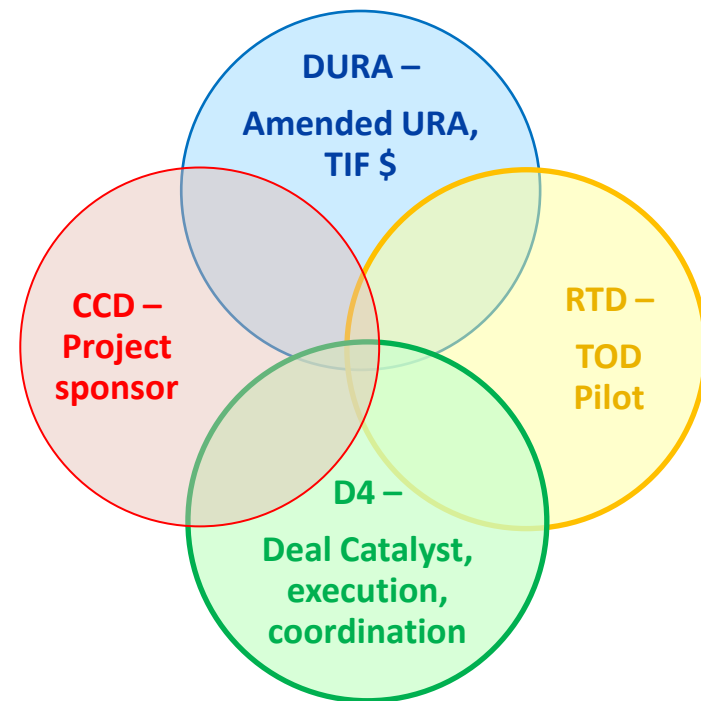 DURA –
Amended URA,
TIF $
CCD –
Project
sponsor
RTD –
TOD
Pilot
D4 –
Deal Catalyst,
execution,
coordination